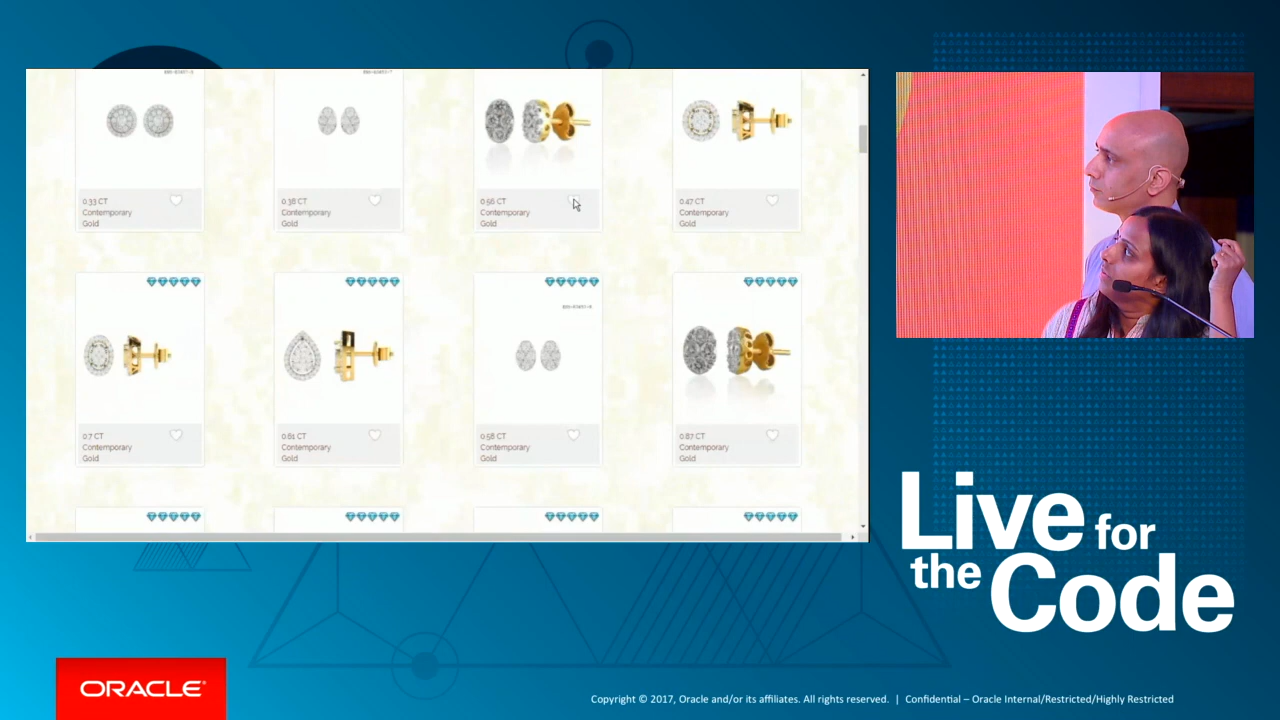 0.33 CT
Contemporary
Gold
0.38 CT
Contemporary
Gold
0.56 CT
Contemporary
Gold
0.47 CT
Contemporary
Gold
0.7 CT
Contemporary
Gold
0.61 CT
Contemporary
Gold
0.58 CT
Contemporary
Gold
0.87 CT
Contemporary
Gold
Live for
the Code
ORACLE®
Copyright © 2017, Oracle and/or its affiliates. All rights reserved. | Confidential – Oracle Internal/Restricted/Highly Restricted